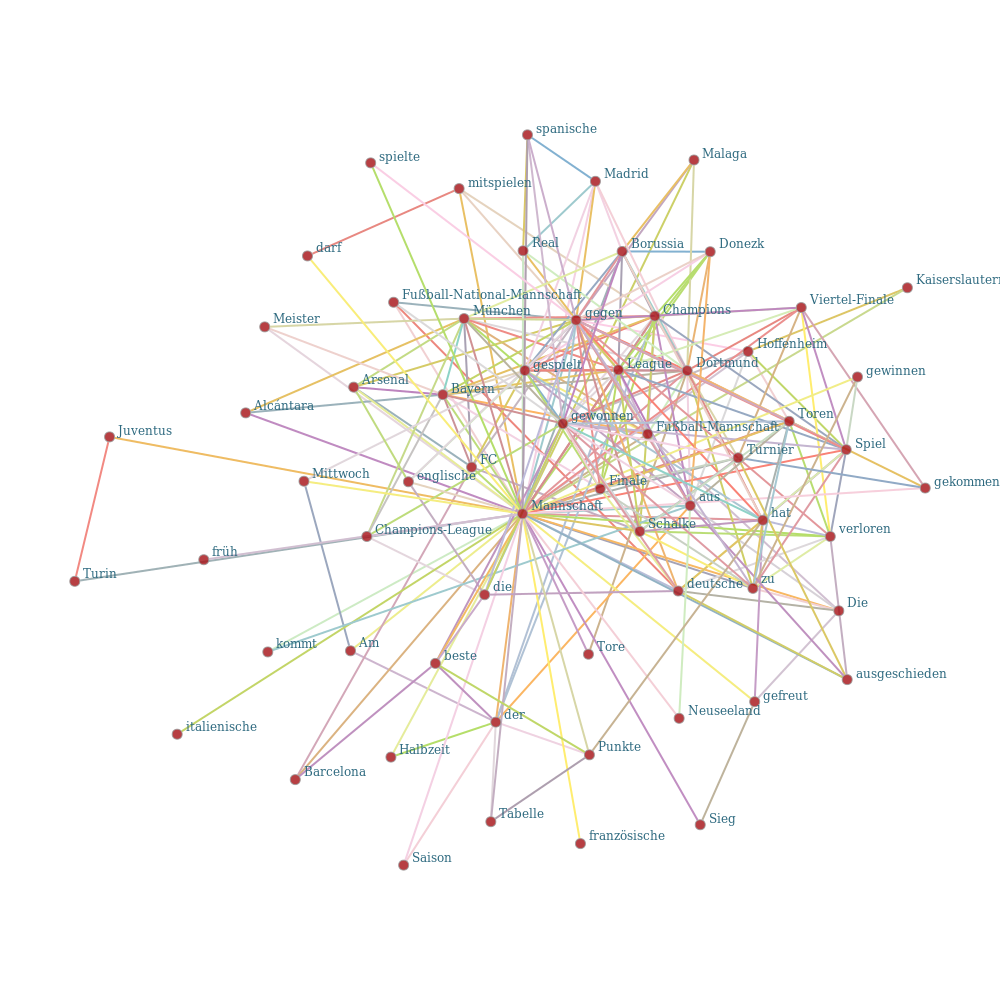 spanische
Malaga
spielte
Madrid
mitspielen
Real
Borussia
Donezk
darf
Kaiserslautern
Fußball-National-Mannschaft
Viertel-Finale
München
gegen
Champions
Meister
Hoffenheim
gespielt
League
Dortmund
gewinnen
Arsenal
Bayern
Alcántara
gewonnen
Toren
Juventus
Fußball-Mannschaft
Spiel
Turnier
FC
Mittwoch
englische
Finale
gekommen
aus
Mannschaft
hat
Champions-League
Schalke
verloren
früh
Turin
die
deutsche
zu
Die
kommt
Am
beste
Tore
ausgeschieden
gefreut
der
Neuseeland
italienische
Halbzeit
Punkte
Barcelona
Tabelle
Sieg
französische
Saison